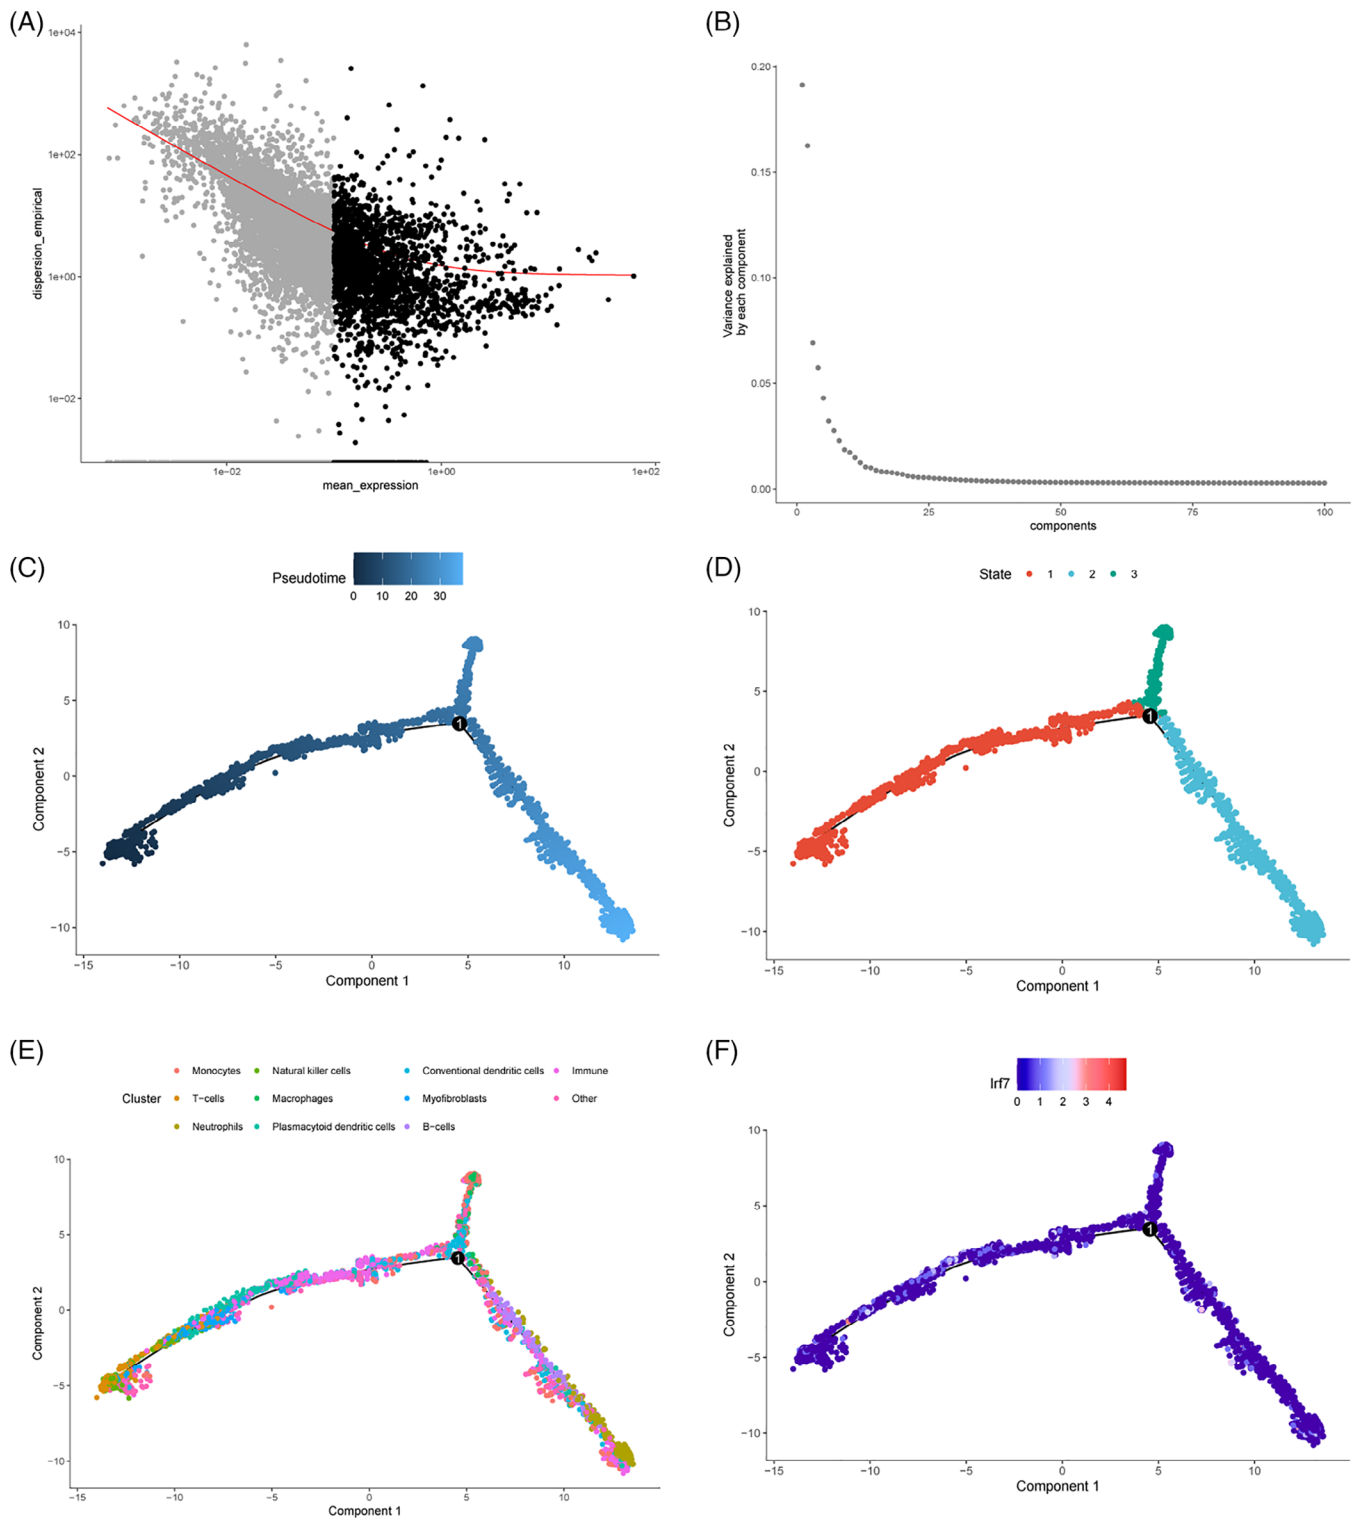 (A)
1e+04
1e+02
1e+00
1e−02
dispersion_empirical
1e−02
1e+00
1e+02
mean_expression
(B)
0.20
0.15
0.10
0.05
0.00
Variance explained
by each component
0
25
50
75
100
components
(C)
Pseudotime
0 10 20 30
10
5
0
−5
−10
Component 2
−15
−10
−5
0
5
10
Component 1
1
(D)
State 1 2 3
10
5
0
−5
−10
Component 2
−15
−10
−5
0
5
10
Component 1
1
(E)
Cluster
Monocytes
Natural killer cells
Conventional dendritic cells
Immune
T−cells
Macrophages
Myofibroblasts
Other
Neutrophils
Plasmacytoid dendritic cells
B−cells
10
5
0
−5
−10
Component 2
−15
−10
−5
0
5
10
Component 1
1
(F)
Irf7
0 1 2 3 4
10
5
0
−5
−10
Component 2
−15
−10
−5
0
5
10
Component 1
1